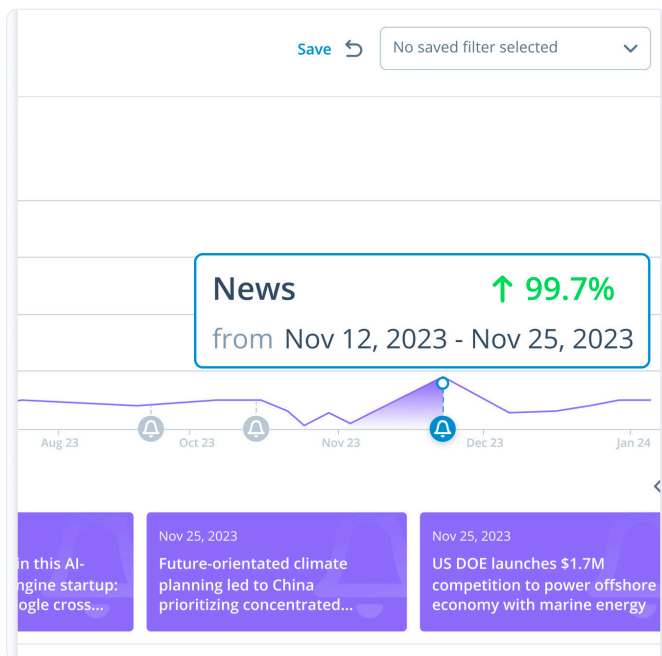 Save
No saved filter selected
News
↑ 99.7%
from Nov 12, 2023 - Nov 25, 2023
Aug 23
Oct 23
Nov 23
Dec 23
Jan 24
in this AI-
ngine startup:
ogle cross...
Nov 25, 2023
Future-orientated climate
planning led to China
prioritizing concentrated...
Nov 25, 2023
US DOE launches $1.7M
competition to power offshore
economy with marine energy